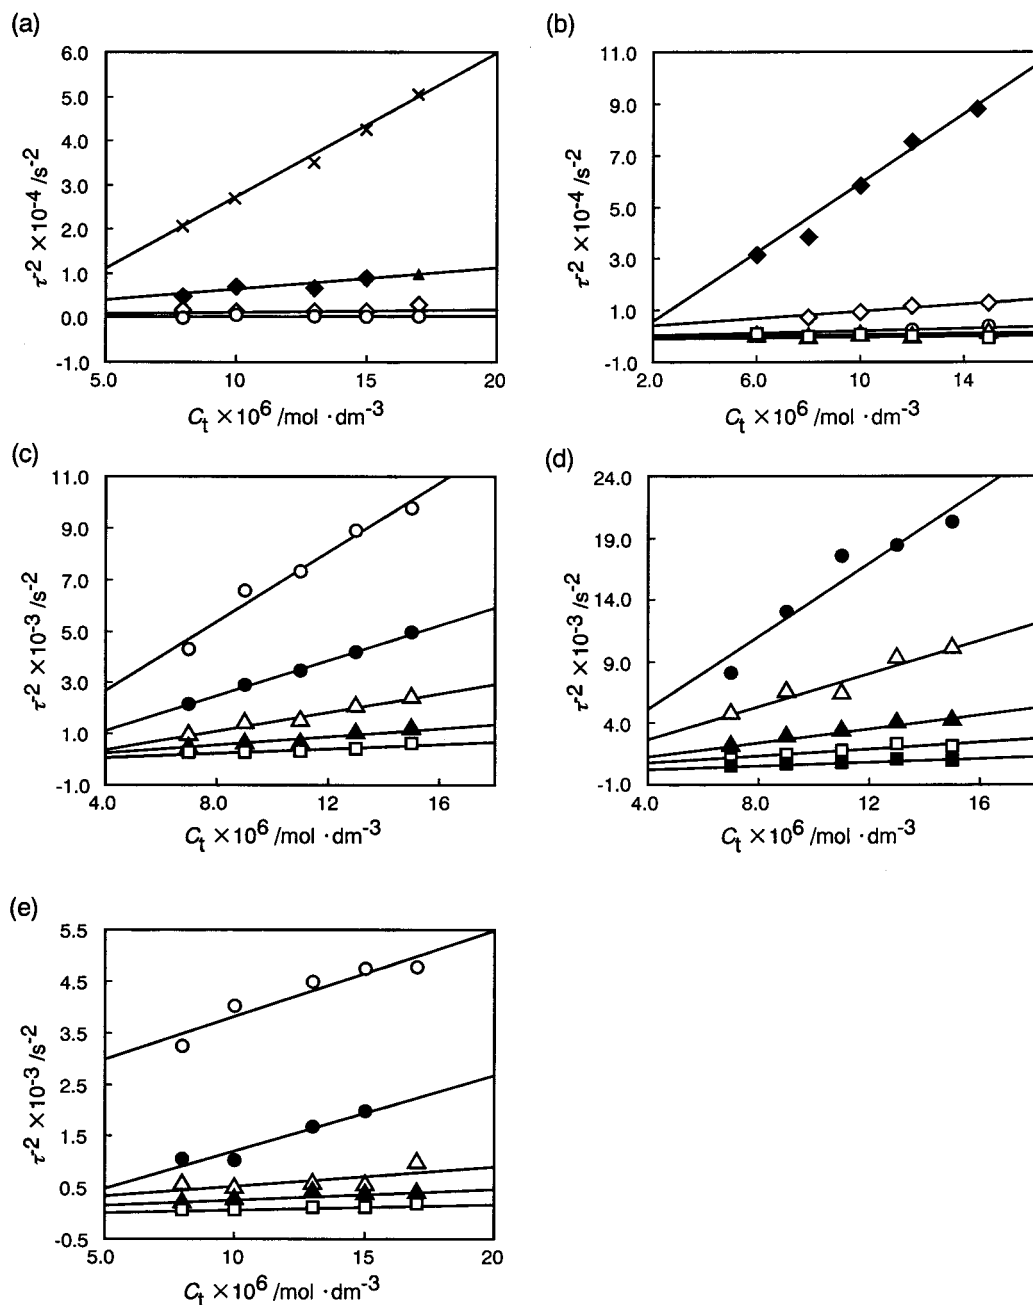 (a)
6.0
5.0
4.0
3.0
2.0
1.0
0.0
-1.0
τ-2 ×10-4 /s-2
5.0 10 15 20
Ct ×106 /mol · dm-3
(b)
11.0
9.0
7.0
5.0
3.0
1.0
-1.0
τ-2 ×10-4 /s-2
2.0 6.0 10 14
Ct ×106 /mol · dm-3
(c)
11.0
9.0
7.0
5.0
3.0
1.0
-1.0
τ-2 ×10-3 /s-2
4.0 8.0 12 16
Ct ×106 /mol · dm-3
(d)
24.0
19.0
14.0
9.0
4.0
-1.0
τ-2 ×10-3 /s-2
4.0 8.0 12 16
Ct ×106 /mol · dm-3
(e)
5.5
4.5
3.5
2.5
1.5
0.5
-0.5
τ-2 ×10-3 /s-2
5.0 10 15 20
Ct ×106 /mol · dm-3